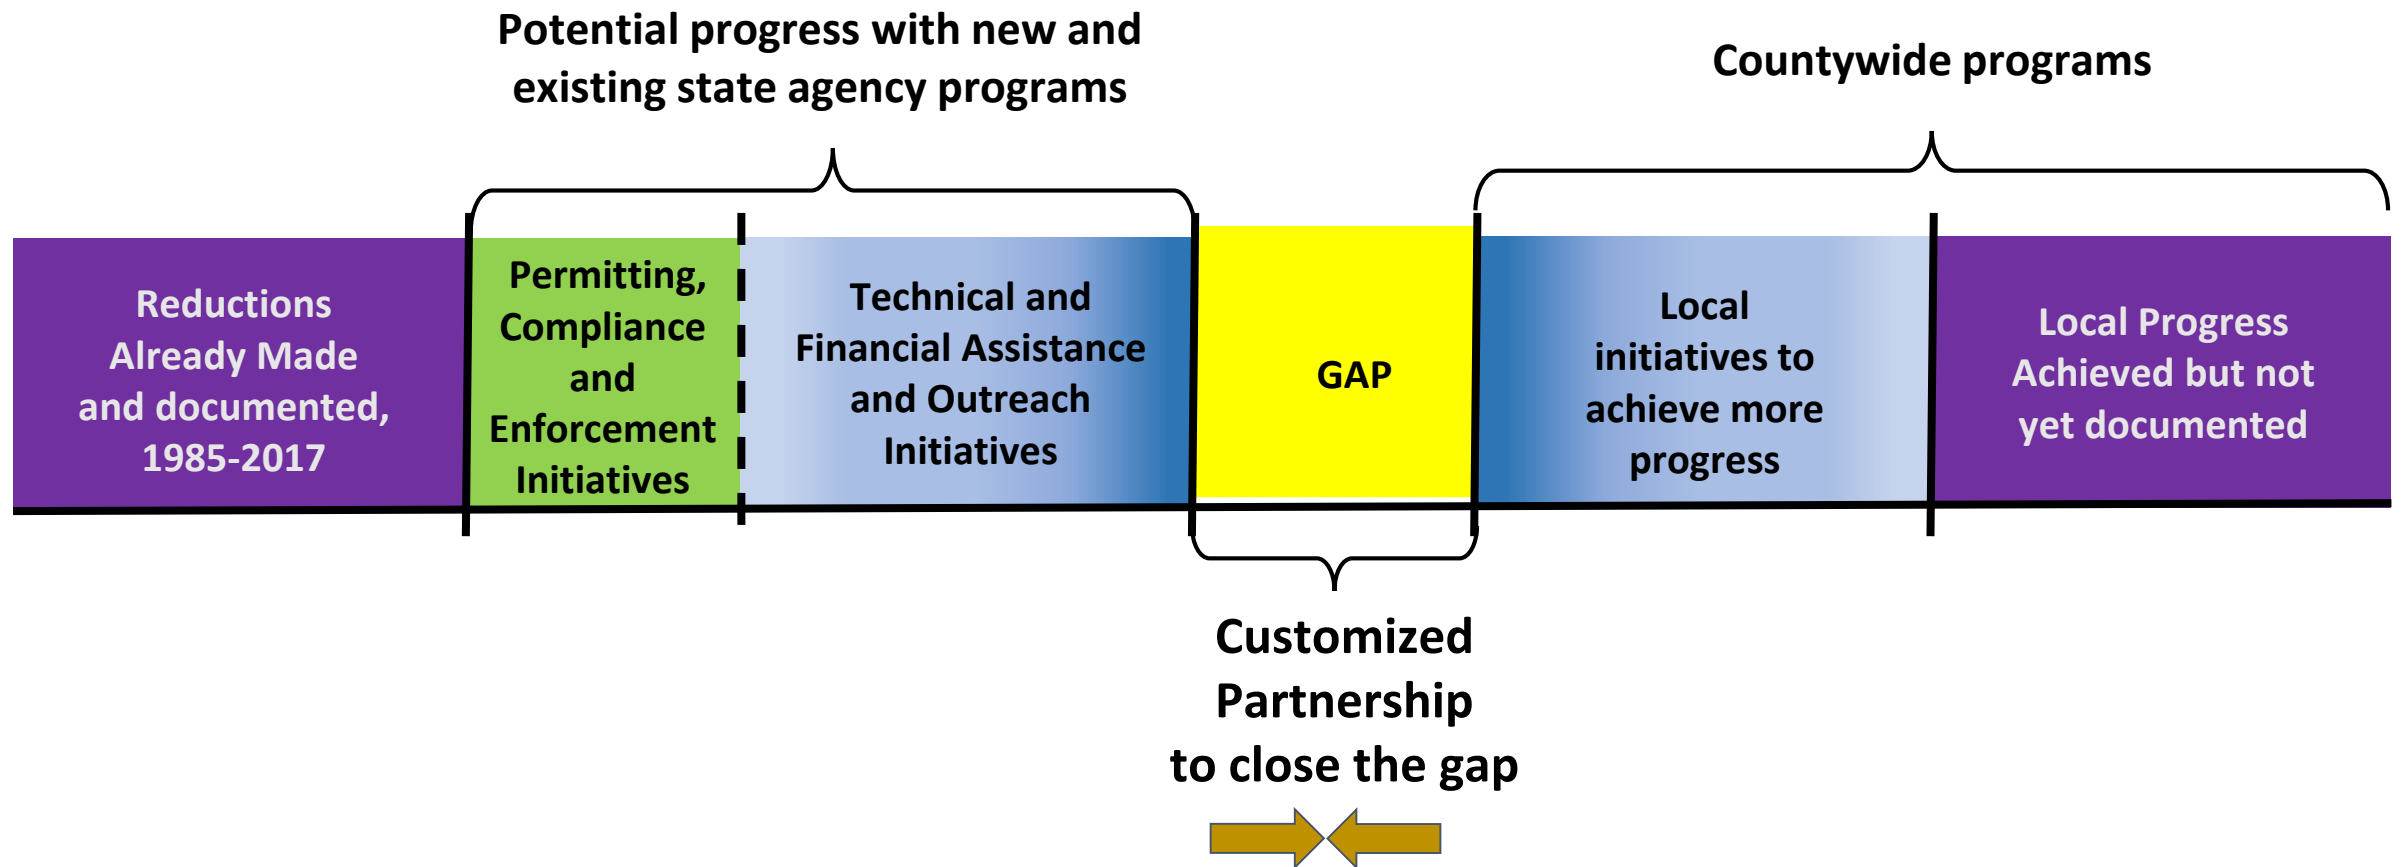 Potential progress with new and
existing state agency programs
Countywide programs
Reductions
Already Made
and documented,
1985-2017
Permitting,
Compliance
and
Enforcement
Initiatives
Technical and
Financial Assistance
and Outreach
Initiatives
GAP
Local
initiatives to
achieve more
progress
Local Progress
Achieved but not
yet documented
Customized
Partnership
to close the gap